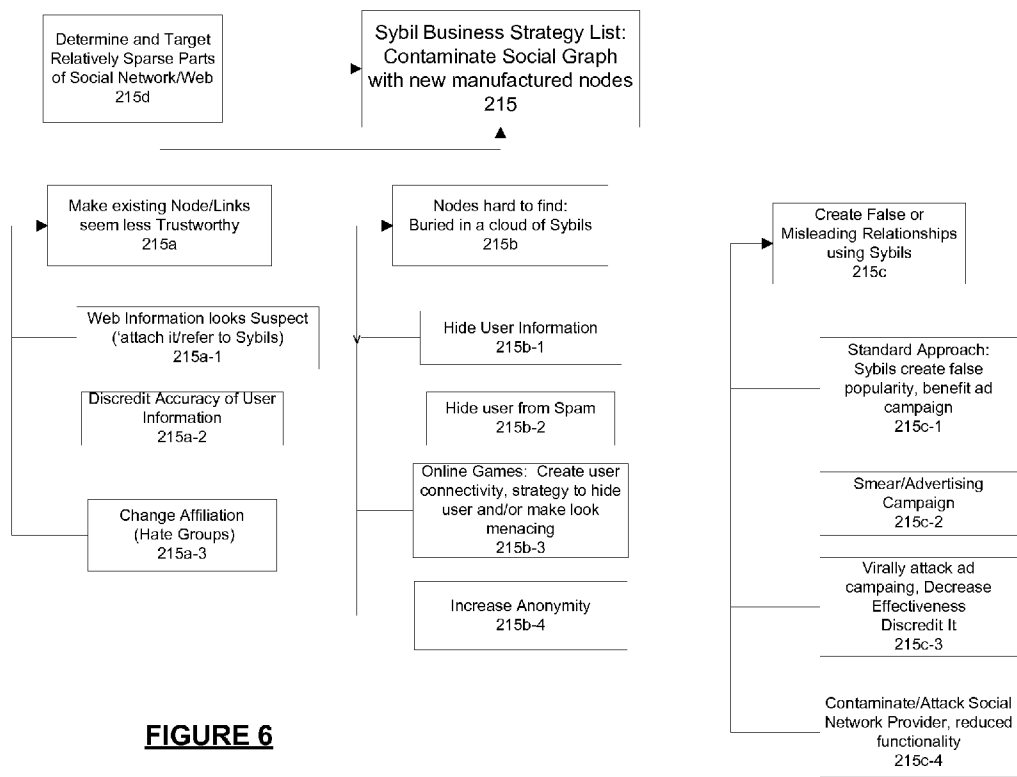 Determine and Target
Relatively Sparse Parts
of Social Network/Web
215d
Sybil Business Strategy List:
Contaminate Social Graph
with new manufactured nodes
215
Make existing Node/Links
seem less Trustworthy
215a
Web Information looks Suspect
(‘attach it/refer to Sybils)
215a-1
Discredit Accuracy of User
Information
215a-2
Change Affiliation
(Hate Groups)
215a-3
Nodes hard to find:
Buried in a cloud of Sybils
215b
Hide User Information
215b-1
Hide user from Spam
215b-2
Online Games: Create user
connectivity, strategy to hide
user and/or make look
menacing
215b-3
Increase Anonymity
215b-4
Create False or
Misleading Relationships
using Sybils
215c
Standard Approach:
Sybils create false
popularity, benefit ad
campaign
215c-1
Smear/Advertising
Campaign
215c-2
Virally attack ad
campaing, Decrease
Effectiveness
Discredit It
215c-3
Contaminate/Attack Social
Network Provider, reduced
functionality
215c-4
FIGURE 6